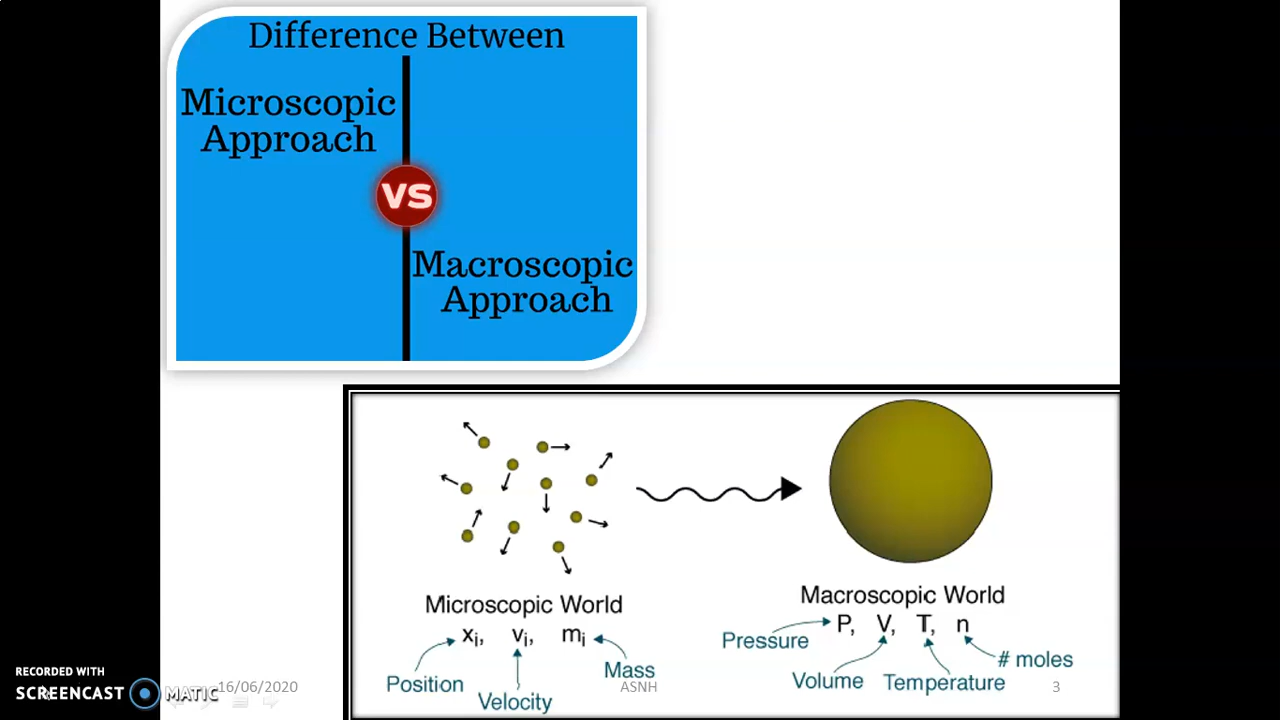 Difference Between
Microscopic
Approach
VS
Macroscopic
Approach
Microscopic World
xi, vi, mi
Position
Velocity
Mass
Macroscopic World
P, V, T, n
Pressure
Volume
Temperature
# moles
RECORDED WITH
SCREENCAST MATIC
16/06/2020
ASNH
3